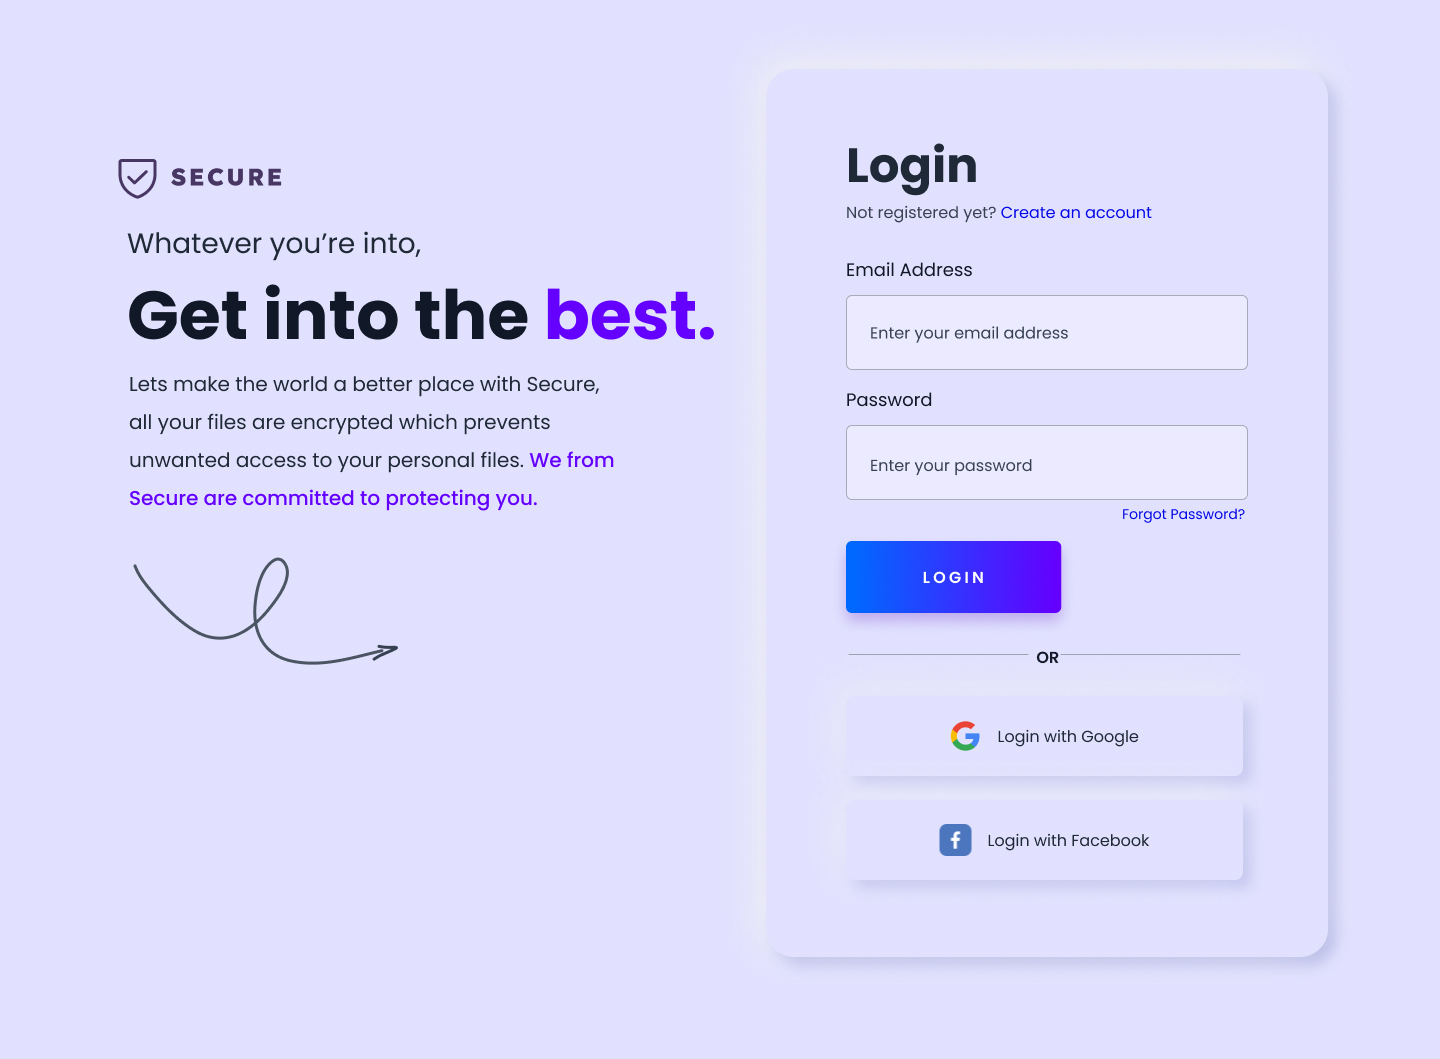 SECURE
Whatever you’re into,
Get into the best.
Lets make the world a better place with Secure,
all your files are encrypted which prevents
unwanted access to your personal files. We from
Secure are committed to protecting you.
Login
Not registered yet? Create an account
Email Address
Enter your email address
Password
Enter your password
Forgot Password?
LOGIN
OR
Login with Google
Login with Facebook